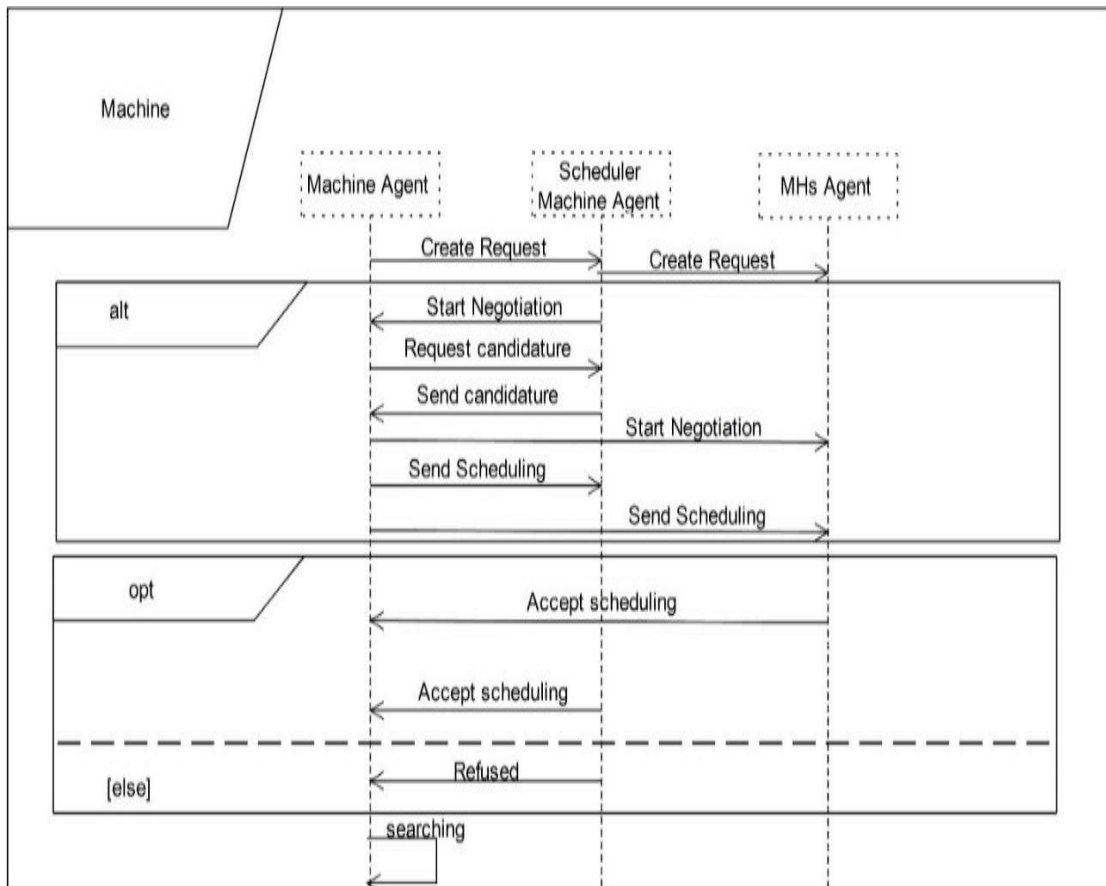 Machine
Machine Agent
Scheduler
Machine Agent
MHs Agent
Create Request
Create Request
alt
Start Negotiation
Request candidature
Send candidature
Start Negotiation
Send Scheduling
Send Scheduling
opt
Accept scheduling
Accept scheduling
Refused
[else]
searching